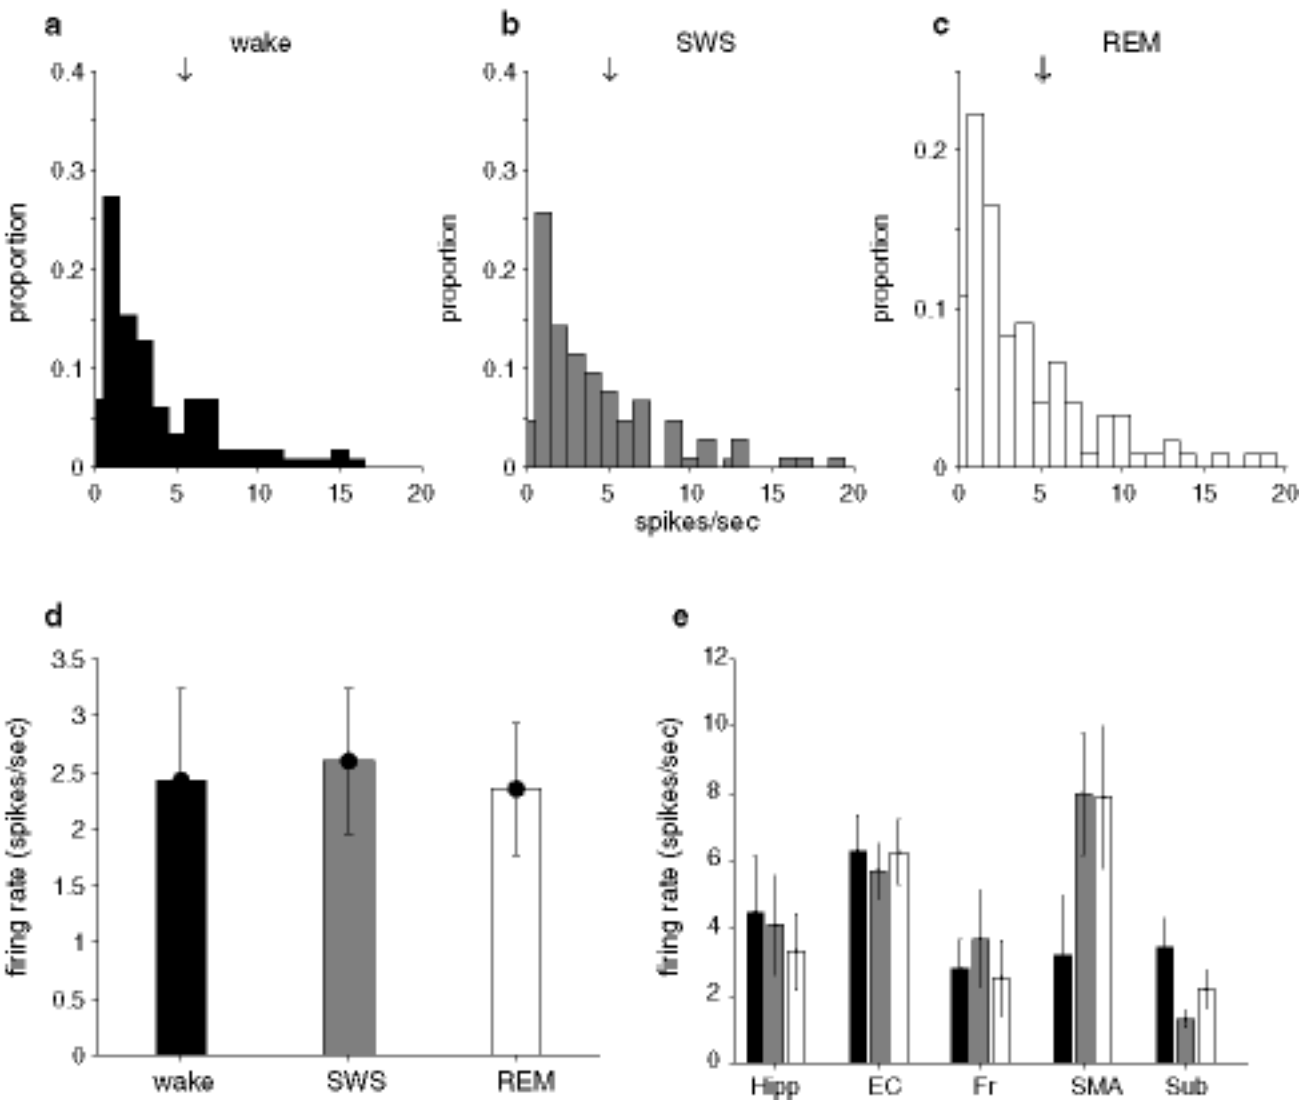 a
wake
b
SWS
c
REM
0.4
0.3
0.2
0.1
0
proportion
0 5 10 15 20
0.4
0.3
0.2
0.1
0
proportion
0 5 10 15 20
spikes/sec
0.2
0.1
0
proportion
0 5 10 15 20
d
3.5
3
2.5
2
1.5
1
0.5
0
firing rate (spikes/sec)
wake SWS REM
e
12
10
8
6
4
2
0
firing rate (spikes/sec)
Hipp EC Fr SMA Sub